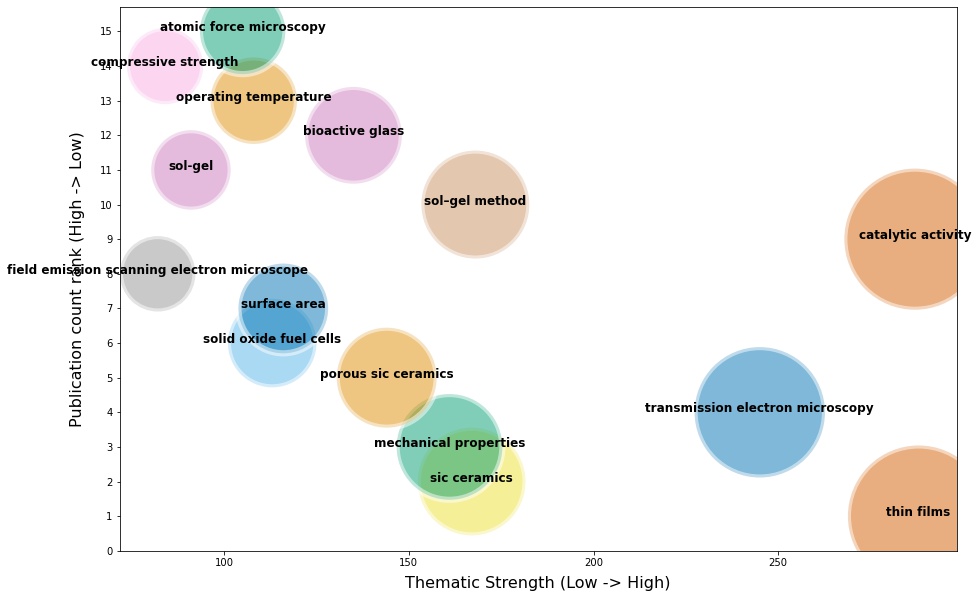 15
atomic force microscopy
14
compressive strength
13
operating temperature
12
bioactive glass
11
sol-gel
10
sol–gel method
9
catalytic activity
8
field emission scanning electron microscope
7
surface area
6
solid oxide fuel cells
5
porous sic ceramics
4
transmission electron microscopy
3
mechanical properties
2
sic ceramics
1
thin films
0
Publication count rank (High -> Low)
100
150
200
250
Thematic Strength (Low -> High)